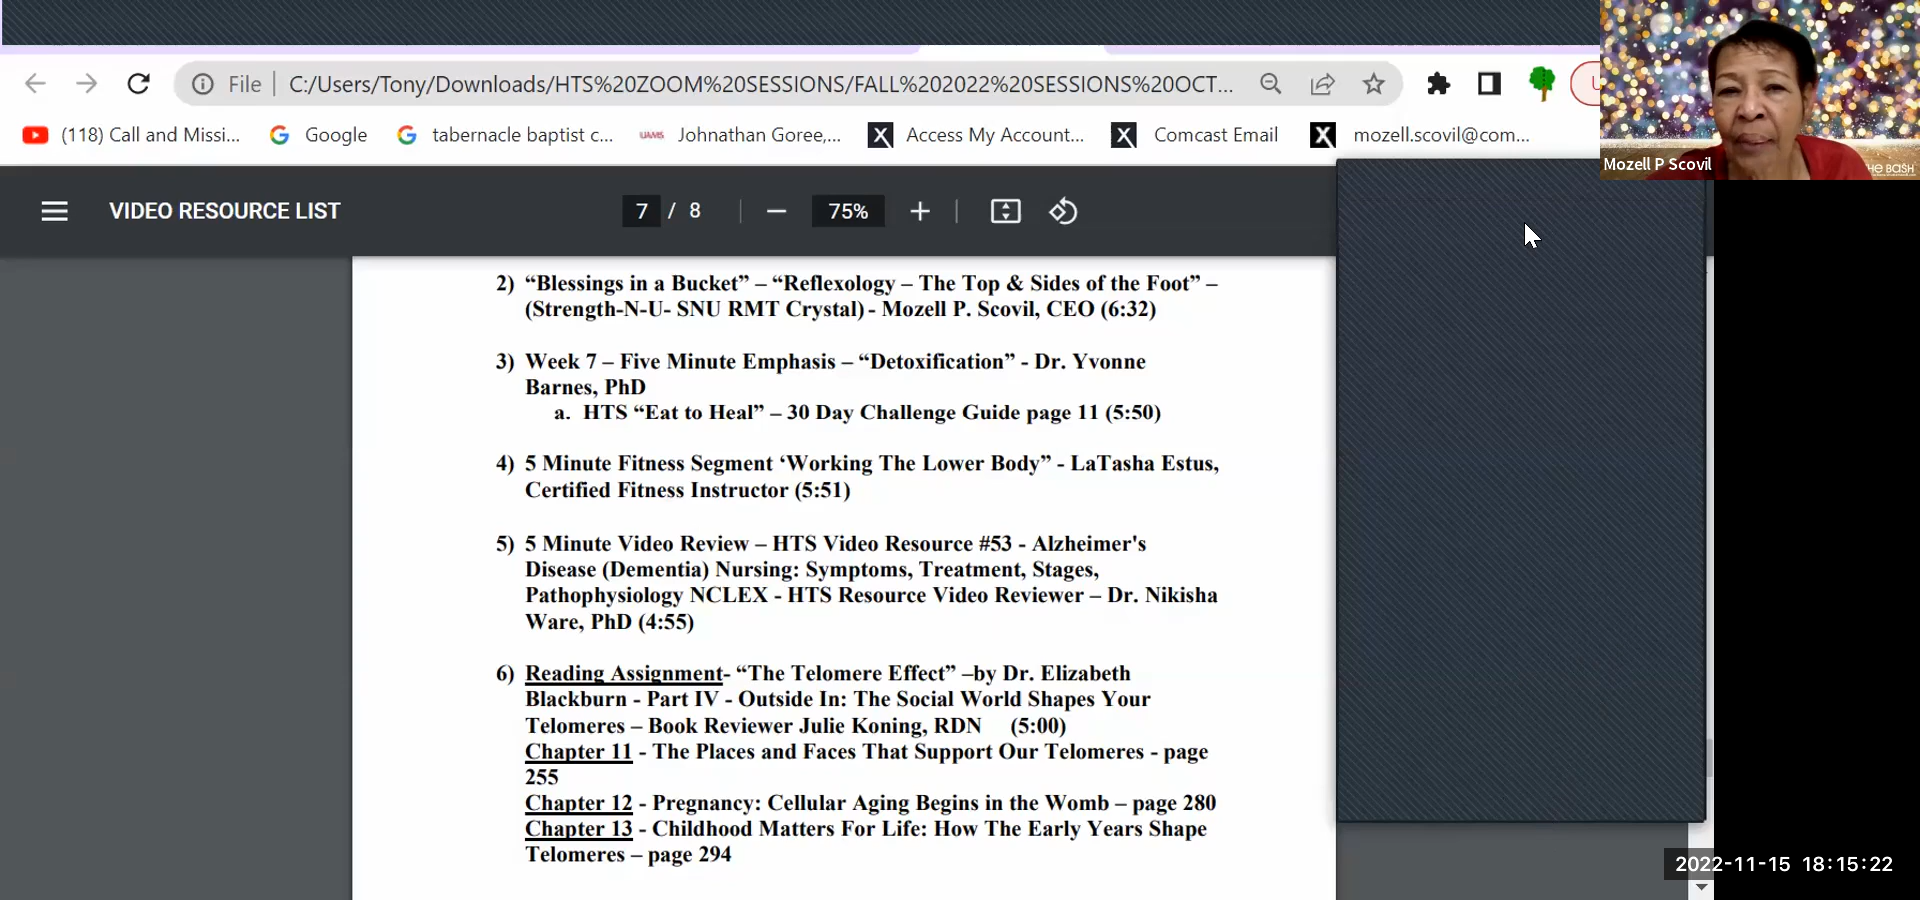 File
C:/Users/Tony/Downloads/HTS%20ZOOM%20SESSIONS/FALL%202022%20SESSIONS%20OCT...
(118) Call and Missi...
Google
tabernacle baptist c...
UAMS
Johnathan Goree,...
X
Access My Account...
X
Comcast Email
X
mozell.scovil@com...
Mozell P Scovil
HE BASH
VIDEO RESOURCE LIST
7 / 8
75%
2) “Blessings in a Bucket” – “Reflexology – The Top & Sides of the Foot” –
(Strength-N-U- SNU RMT Crystal) - Mozell P. Scovil, CEO (6:32)
3) Week 7 – Five Minute Emphasis – “Detoxification” - Dr. Yvonne
Barnes, PhD
a. HTS “Eat to Heal” – 30 Day Challenge Guide page 11 (5:50)
4) 5 Minute Fitness Segment ‘Working The Lower Body” - LaTasha Estus,
Certified Fitness Instructor (5:51)
5) 5 Minute Video Review – HTS Video Resource #53 - Alzheimer's
Disease (Dementia) Nursing: Symptoms, Treatment, Stages,
Pathophysiology NCLEX - HTS Resource Video Reviewer – Dr. Nikisha
Ware, PhD (4:55)
6) Reading Assignment- “The Telomere Effect” –by Dr. Elizabeth
Blackburn - Part IV - Outside In: The Social World Shapes Your
Telomeres – Book Reviewer Julie Koning, RDN (5:00)
Chapter 11 - The Places and Faces That Support Our Telomeres - page
255
Chapter 12 - Pregnancy: Cellular Aging Begins in the Womb – page 280
Chapter 13 - Childhood Matters For Life: How The Early Years Shape
Telomeres – page 294
2022-11-15 18:15:22